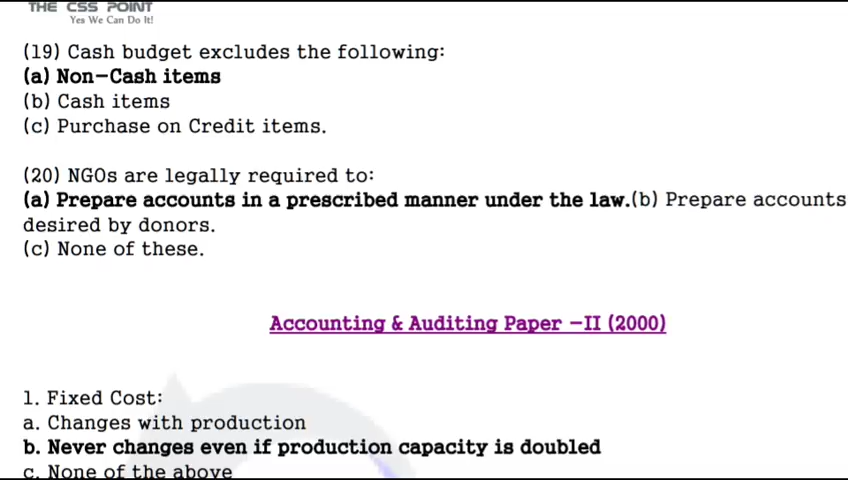 THE CSS POINT
Yes We Can Do It!
(19) Cash budget excludes the following:
(a) Non-Cash items
(b) Cash items
(c) Purchase on Credit items.
(20) NGOs are legally required to:
(a) Prepare accounts in a prescribed manner under the law.(b) Prepare accounts
desired by donors.
(c) None of these.
Accounting & Auditing Paper -II (2000)
1. Fixed Cost:
a. Changes with production
b. Never changes even if production capacity is doubled
c. None of the above